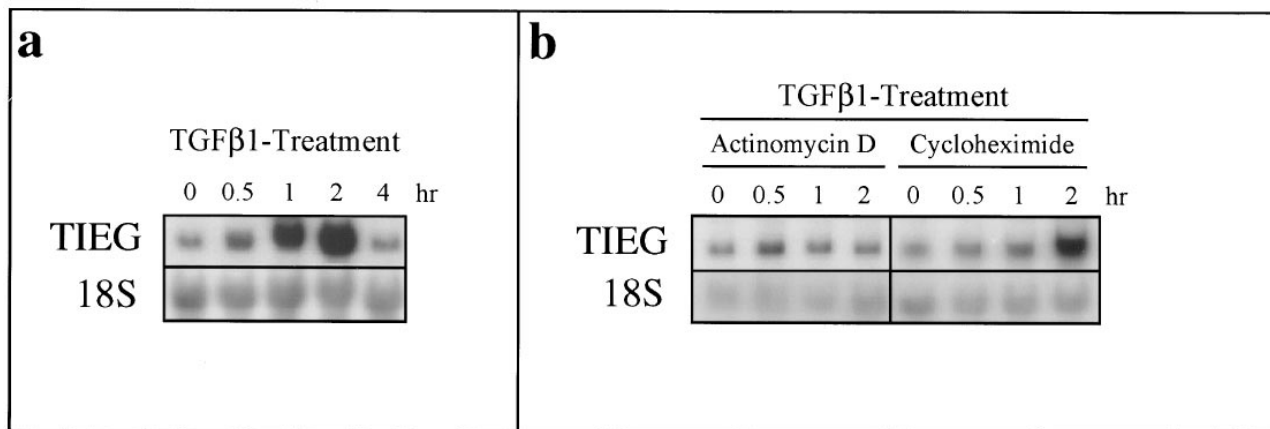 a
TGFβ1-Treatment
0 0.5 1 2 4 hr
TIEG
18S
b
TGFβ1-Treatment
Actinomycin D Cycloheximide
0 0.5 1 2 0 0.5 1 2 hr
TIEG
18S